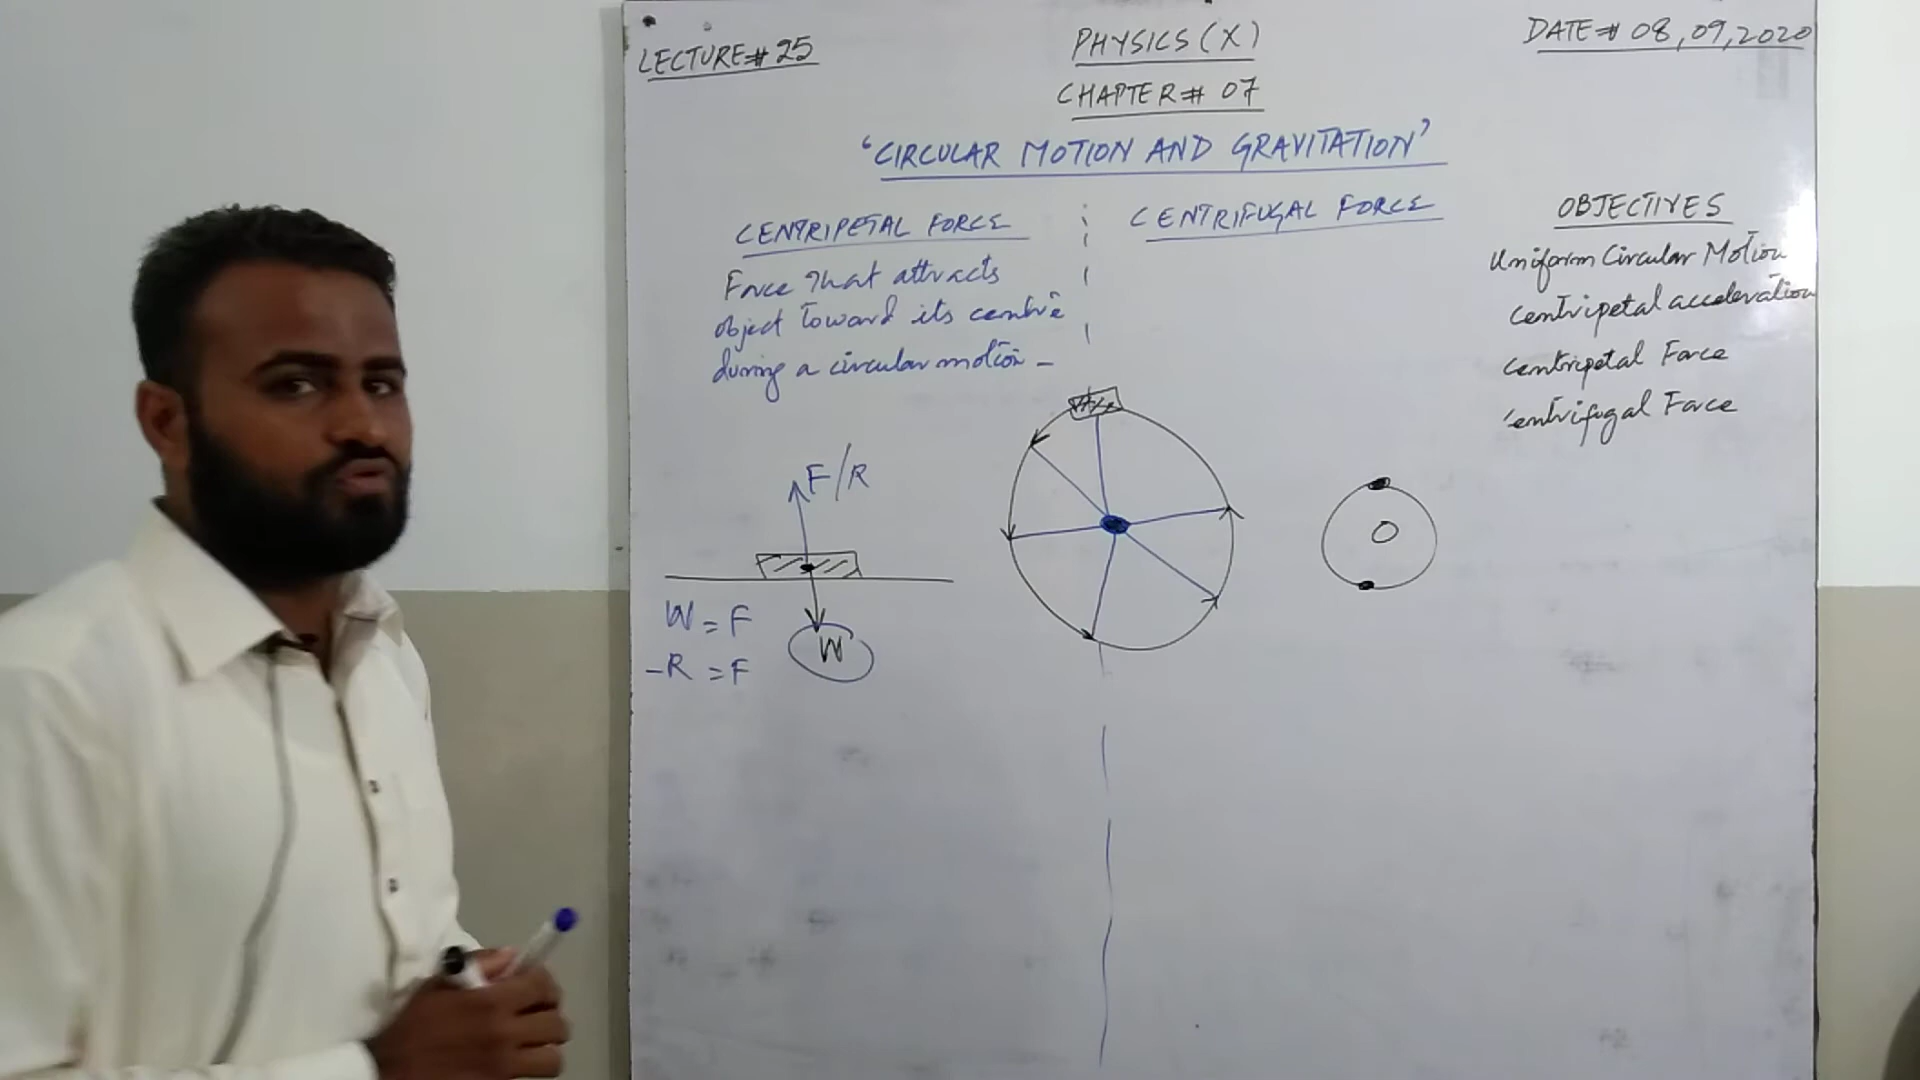 LECTURE# 25
PHYSICS (X)
DATE# 08,09,2020
CHAPTER# 07
'CIRCULAR MOTION AND GRAVITATION'
CENTRIPETAL FORCE
Force that attracts
object toward its centre
during a circular motion -
CENTRIFUGAL FORCE
OBJECTIVES
Uniform Circular Motion
centripetal acceleration
centripetal Force
centrifugal Force
F/R
W = F
-R = F
W